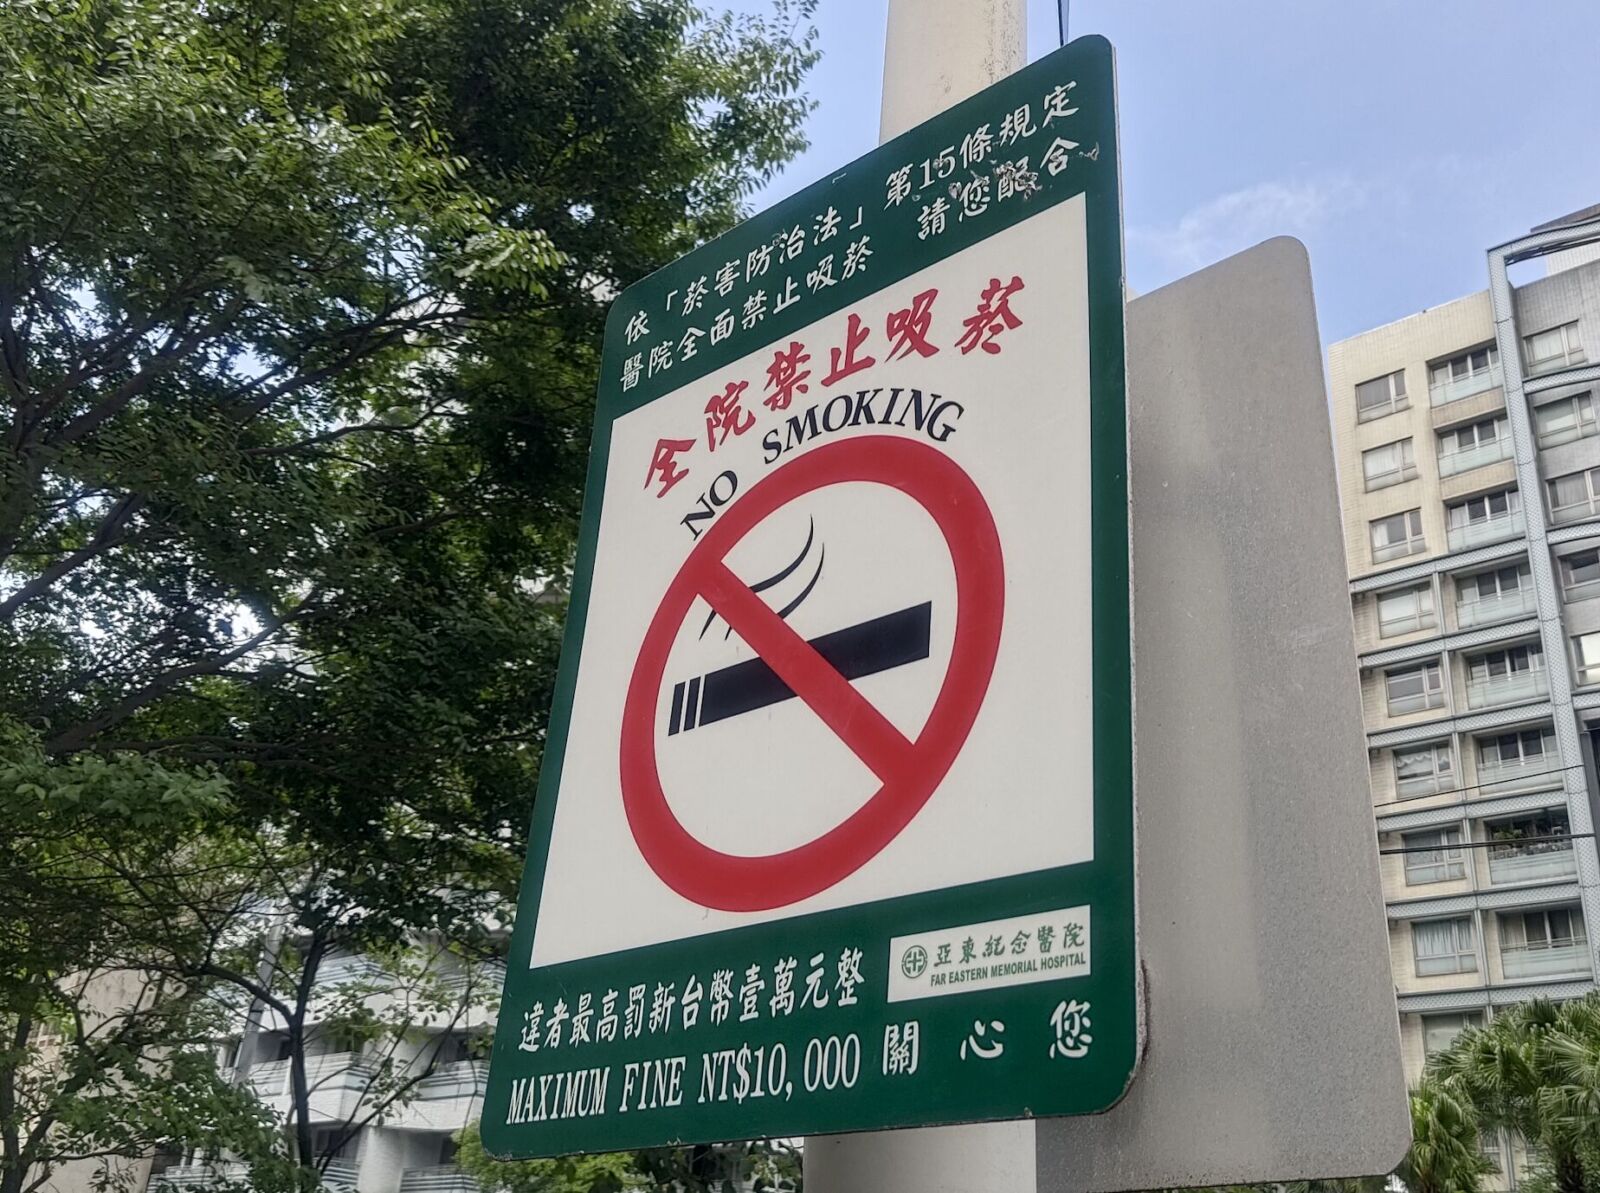 依「菸害防治法」第15條規定
醫院全面禁止吸菸 請您配合
全院禁止吸菸
NO SMOKING
違者最高罰新台幣壹萬元整
MAXIMUM FINE NT$10,000
亞東紀念醫院
FAR EASTERN MEMORIAL HOSPITAL
關心您